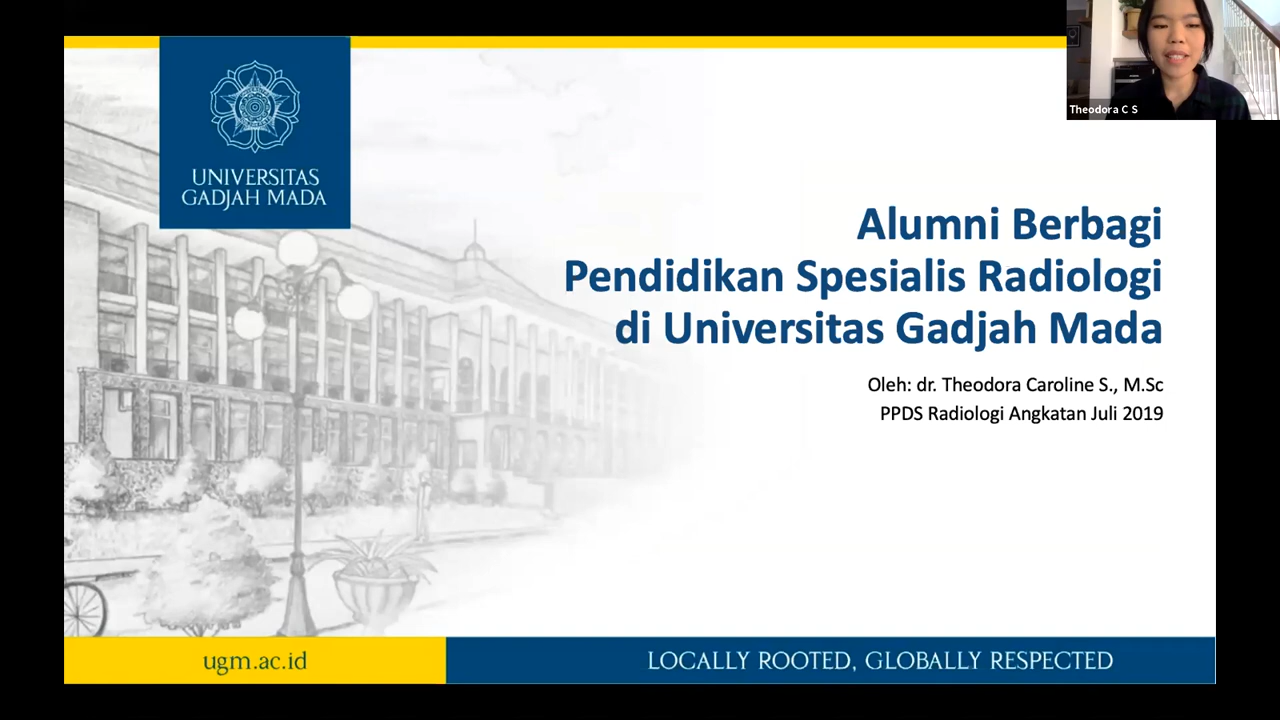 Theodora C S
UNIVERSITAS
GADJAH MADA
Alumni Berbagi
Pendidikan Spesialis Radiologi
di Universitas Gadjah Mada
Oleh: dr. Theodora Caroline S., M.Sc
PPDS Radiologi Angkatan Juli 2019
ugm.ac.id
LOCALLY ROOTED, GLOBALLY RESPECTED